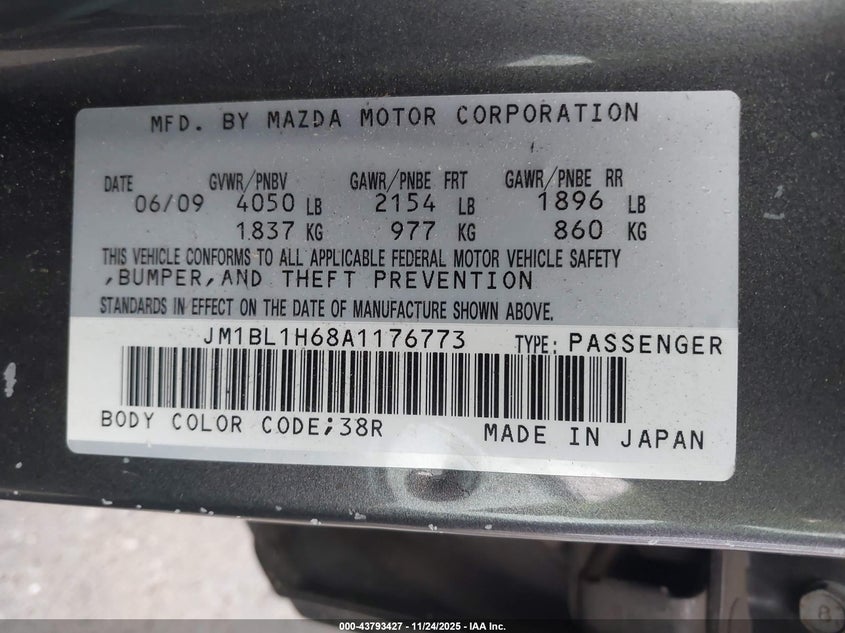 MFD. BY MAZDA MOTOR CORPORATION
DATE GVWR/PNBV GAWR/PNBE FRT GAWR/PNBE RR
06/09 4050 LB 2154 LB 1896 LB
1837 KG 977 KG 860 KG
THIS VEHICLE CONFORMS TO ALL APPLICABLE FEDERAL MOTOR VEHICLE SAFETY
,BUMPER,AND THEFT PREVENTION
STANDARDS IN EFFECT ON THE DATE OF MANUFACTURE SHOWN ABOVE.
JM1BL1H68A1176773 TYPE: PASSENGER
BODY COLOR CODE;38R MADE IN JAPAN
8
000-43793427 - 11/24/2025 - IAA Inc.